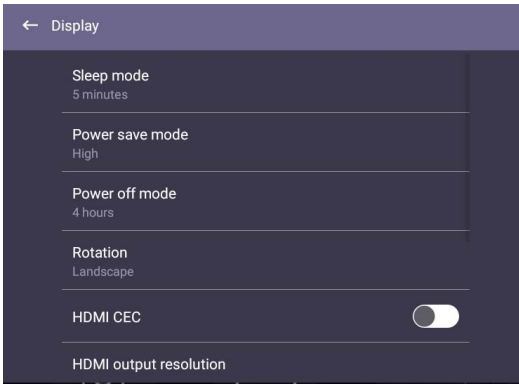 Display
Sleep mode
5 minutes
Power save mode
High
Power off mode
4 hours
Rotation
Landscape
HDMI CEC
HDMI output resolution